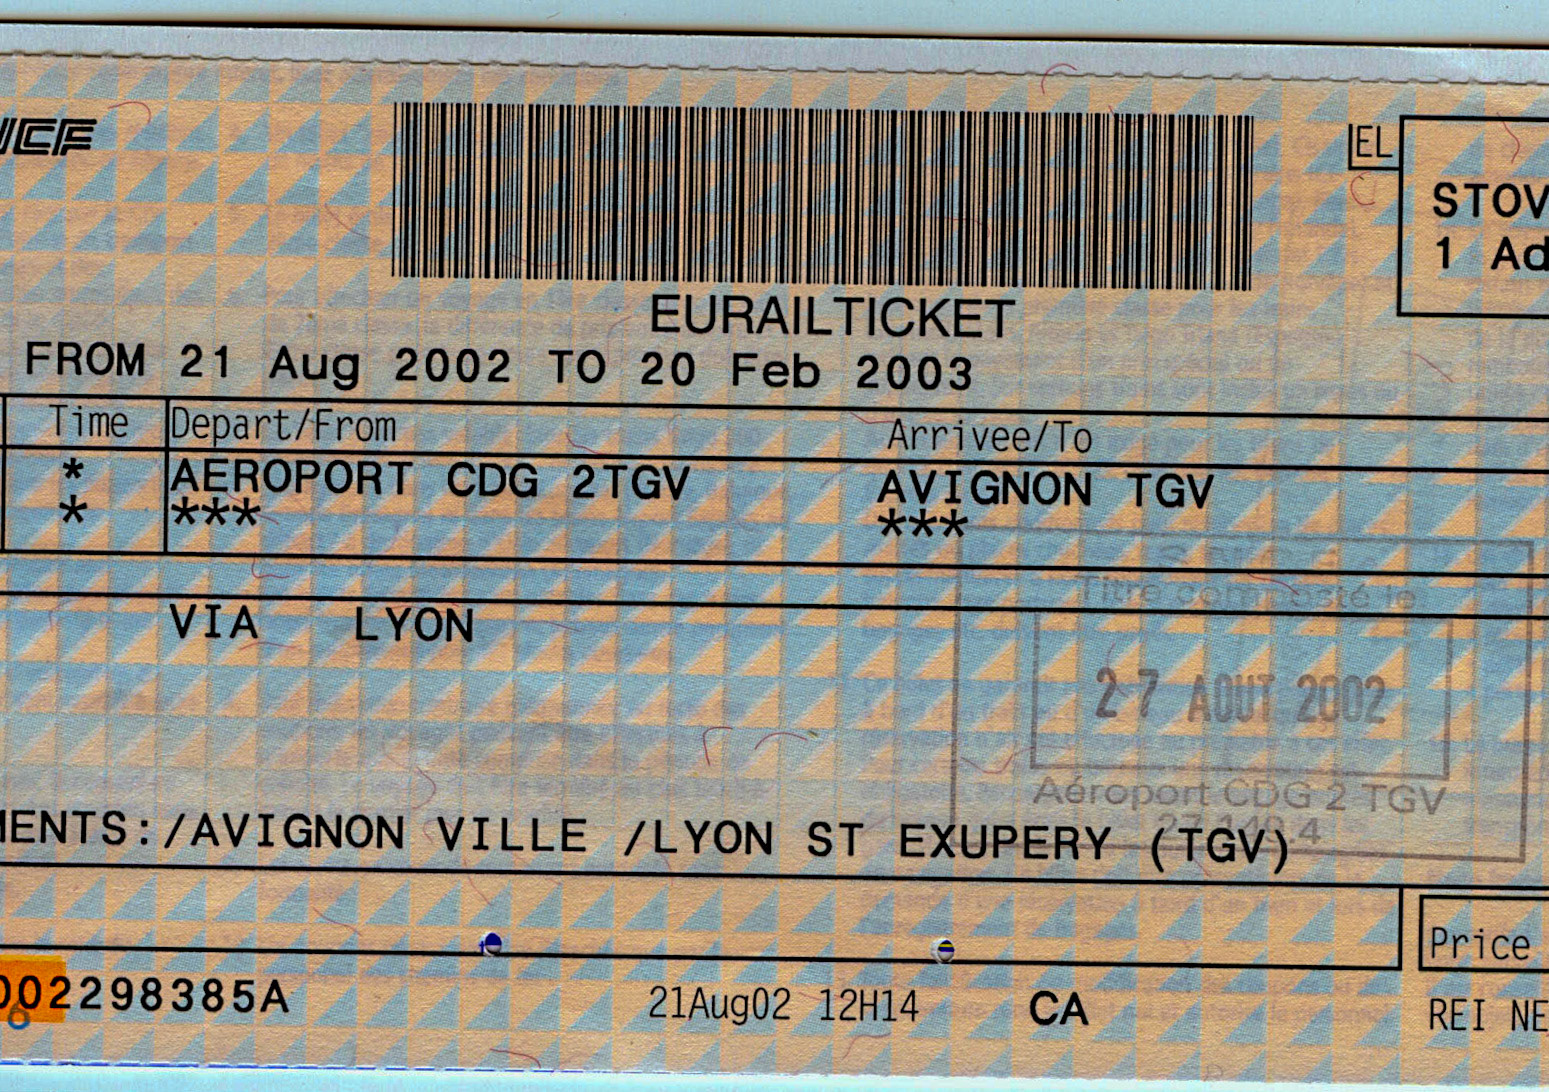 NCF
EL
STOV
1 Ad
EURAILTICKET
FROM 21 Aug 2002 TO 20 Feb 2003
Time Depart/From Arrivee/To
* AEROPORT CDG 2TGV AVIGNON TGV
* *** ***
Titre composté le
VIA LYON
27 AOUT 2002
Aéroport CDG 2 TGV
MENTS:/AVIGNON VILLE /LYON ST EXUPERY (TGV)
Price
002298385A 21Aug02 12H14 CA REI NE